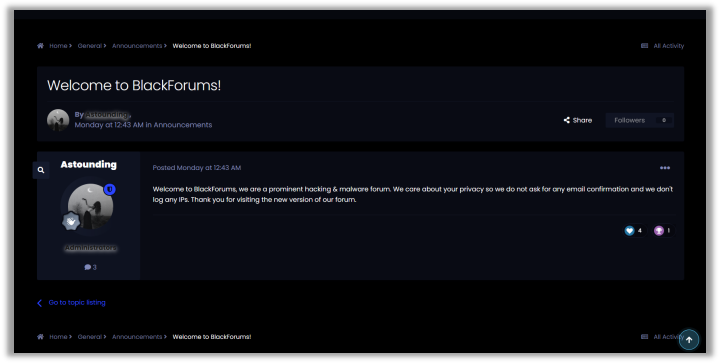 Home > General > Announcements > Welcome to BlackForums!
All Activity
Welcome to BlackForums!
By Astounding,
Monday at 12:43 AM in Announcements
Share
Followers 0
Astounding
Posted Monday at 12:43 AM
Welcome to BlackForums, we are a prominent hacking & malware forum. We care about your privacy so we do not ask for any email confirmation and we don't
log any IPs. Thank you for visiting the new version of our forum.
4 1
Administrators
3
Go to topic listing
Home > General > Announcements > Welcome to BlackForums!
All Activity